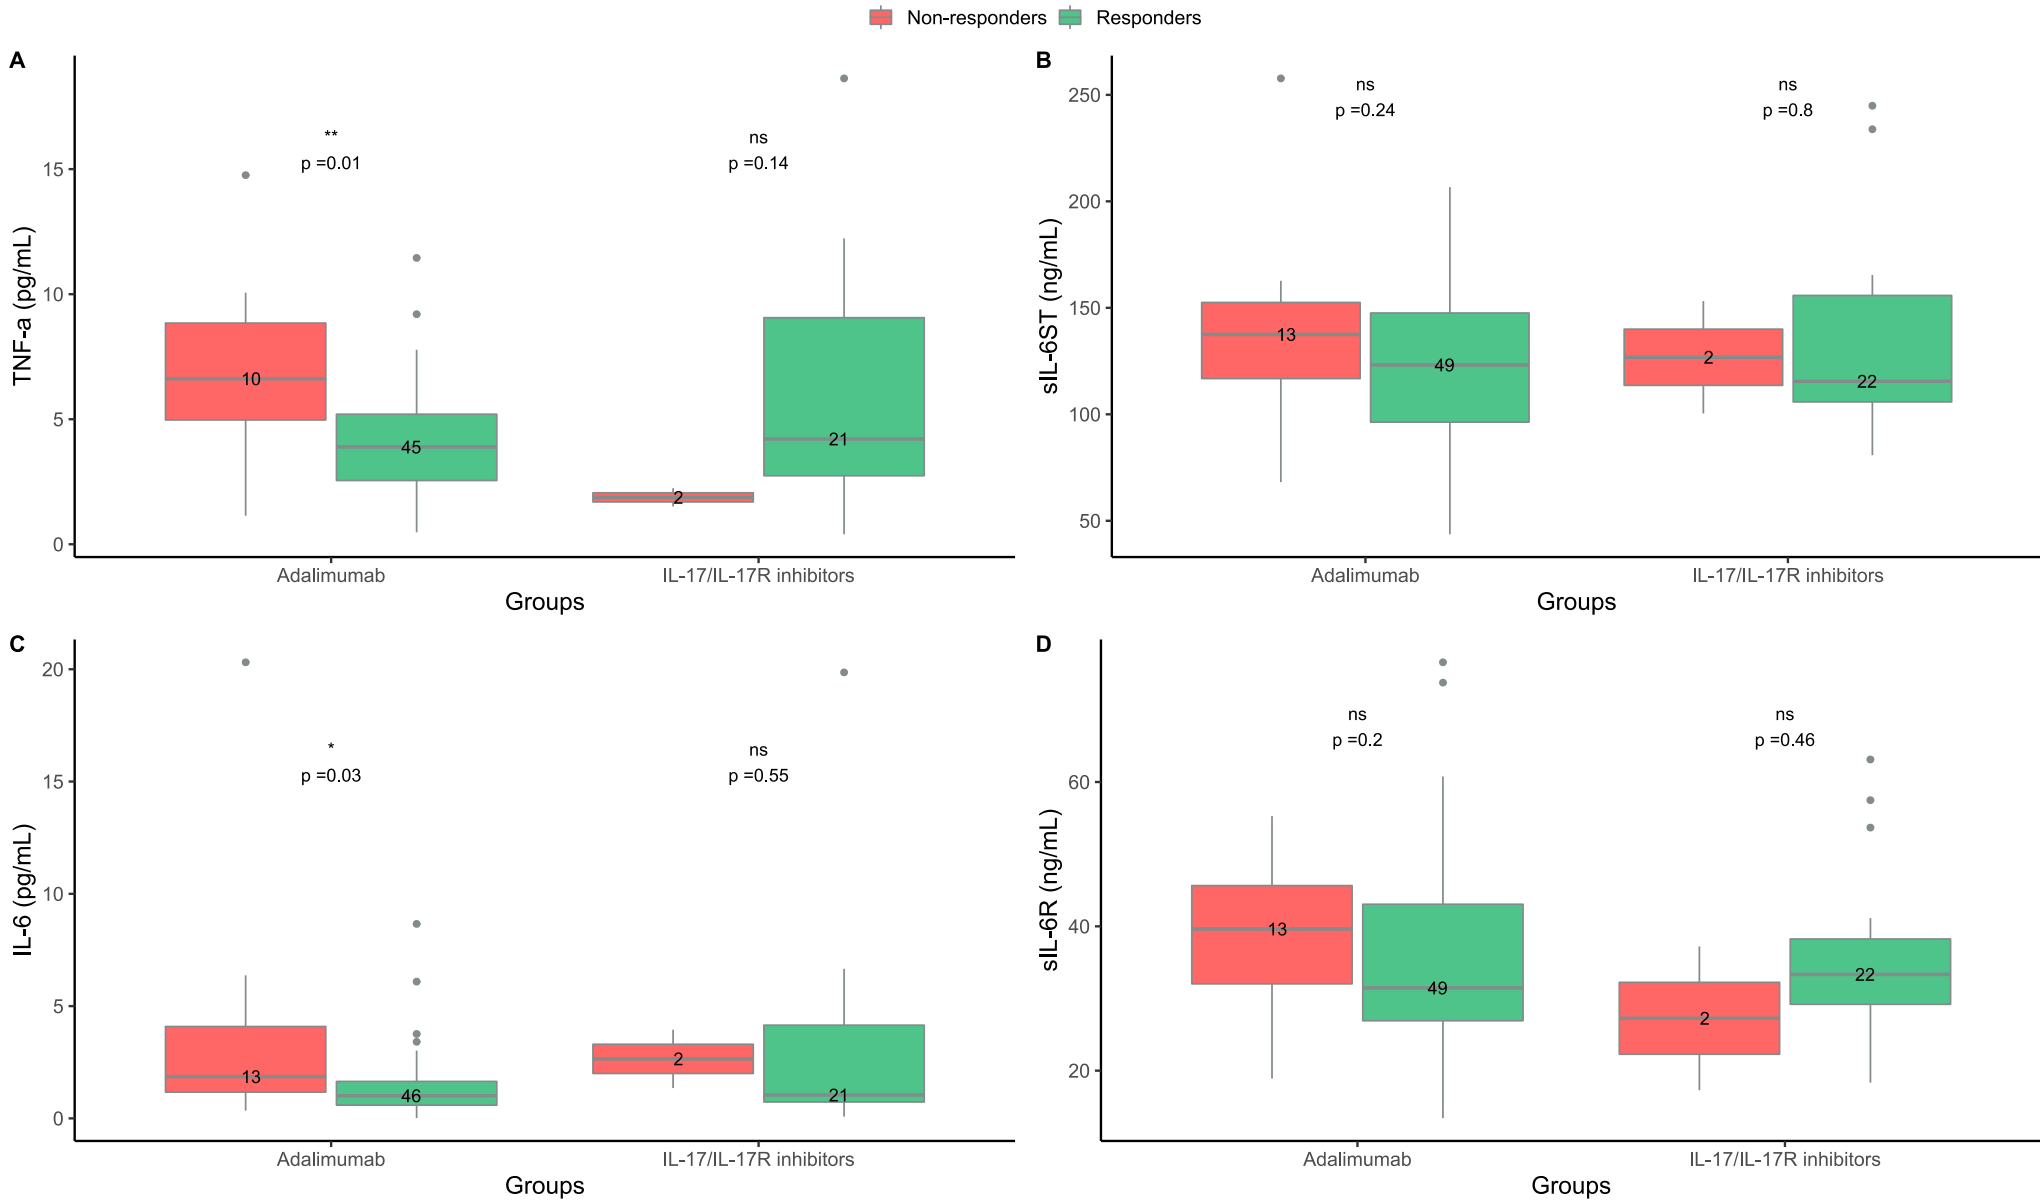 Non-responders Responders
A
TNF-a (pg/mL)
15
10
5
0
**
p =0.01
ns
p =0.14
10
45
2
21
Adalimumab
IL-17/IL-17R inhibitors
Groups
B
sIL-6ST (ng/mL)
250
200
150
100
50
ns
p =0.24
ns
p =0.8
13
49
2
22
Adalimumab
IL-17/IL-17R inhibitors
Groups
C
IL-6 (pg/mL)
20
15
10
5
0
*
p =0.03
ns
p =0.55
13
46
2
21
Adalimumab
IL-17/IL-17R inhibitors
Groups
D
sIL-6R (ng/mL)
60
40
20
ns
p =0.2
ns
p =0.46
13
49
2
22
Adalimumab
IL-17/IL-17R inhibitors
Groups